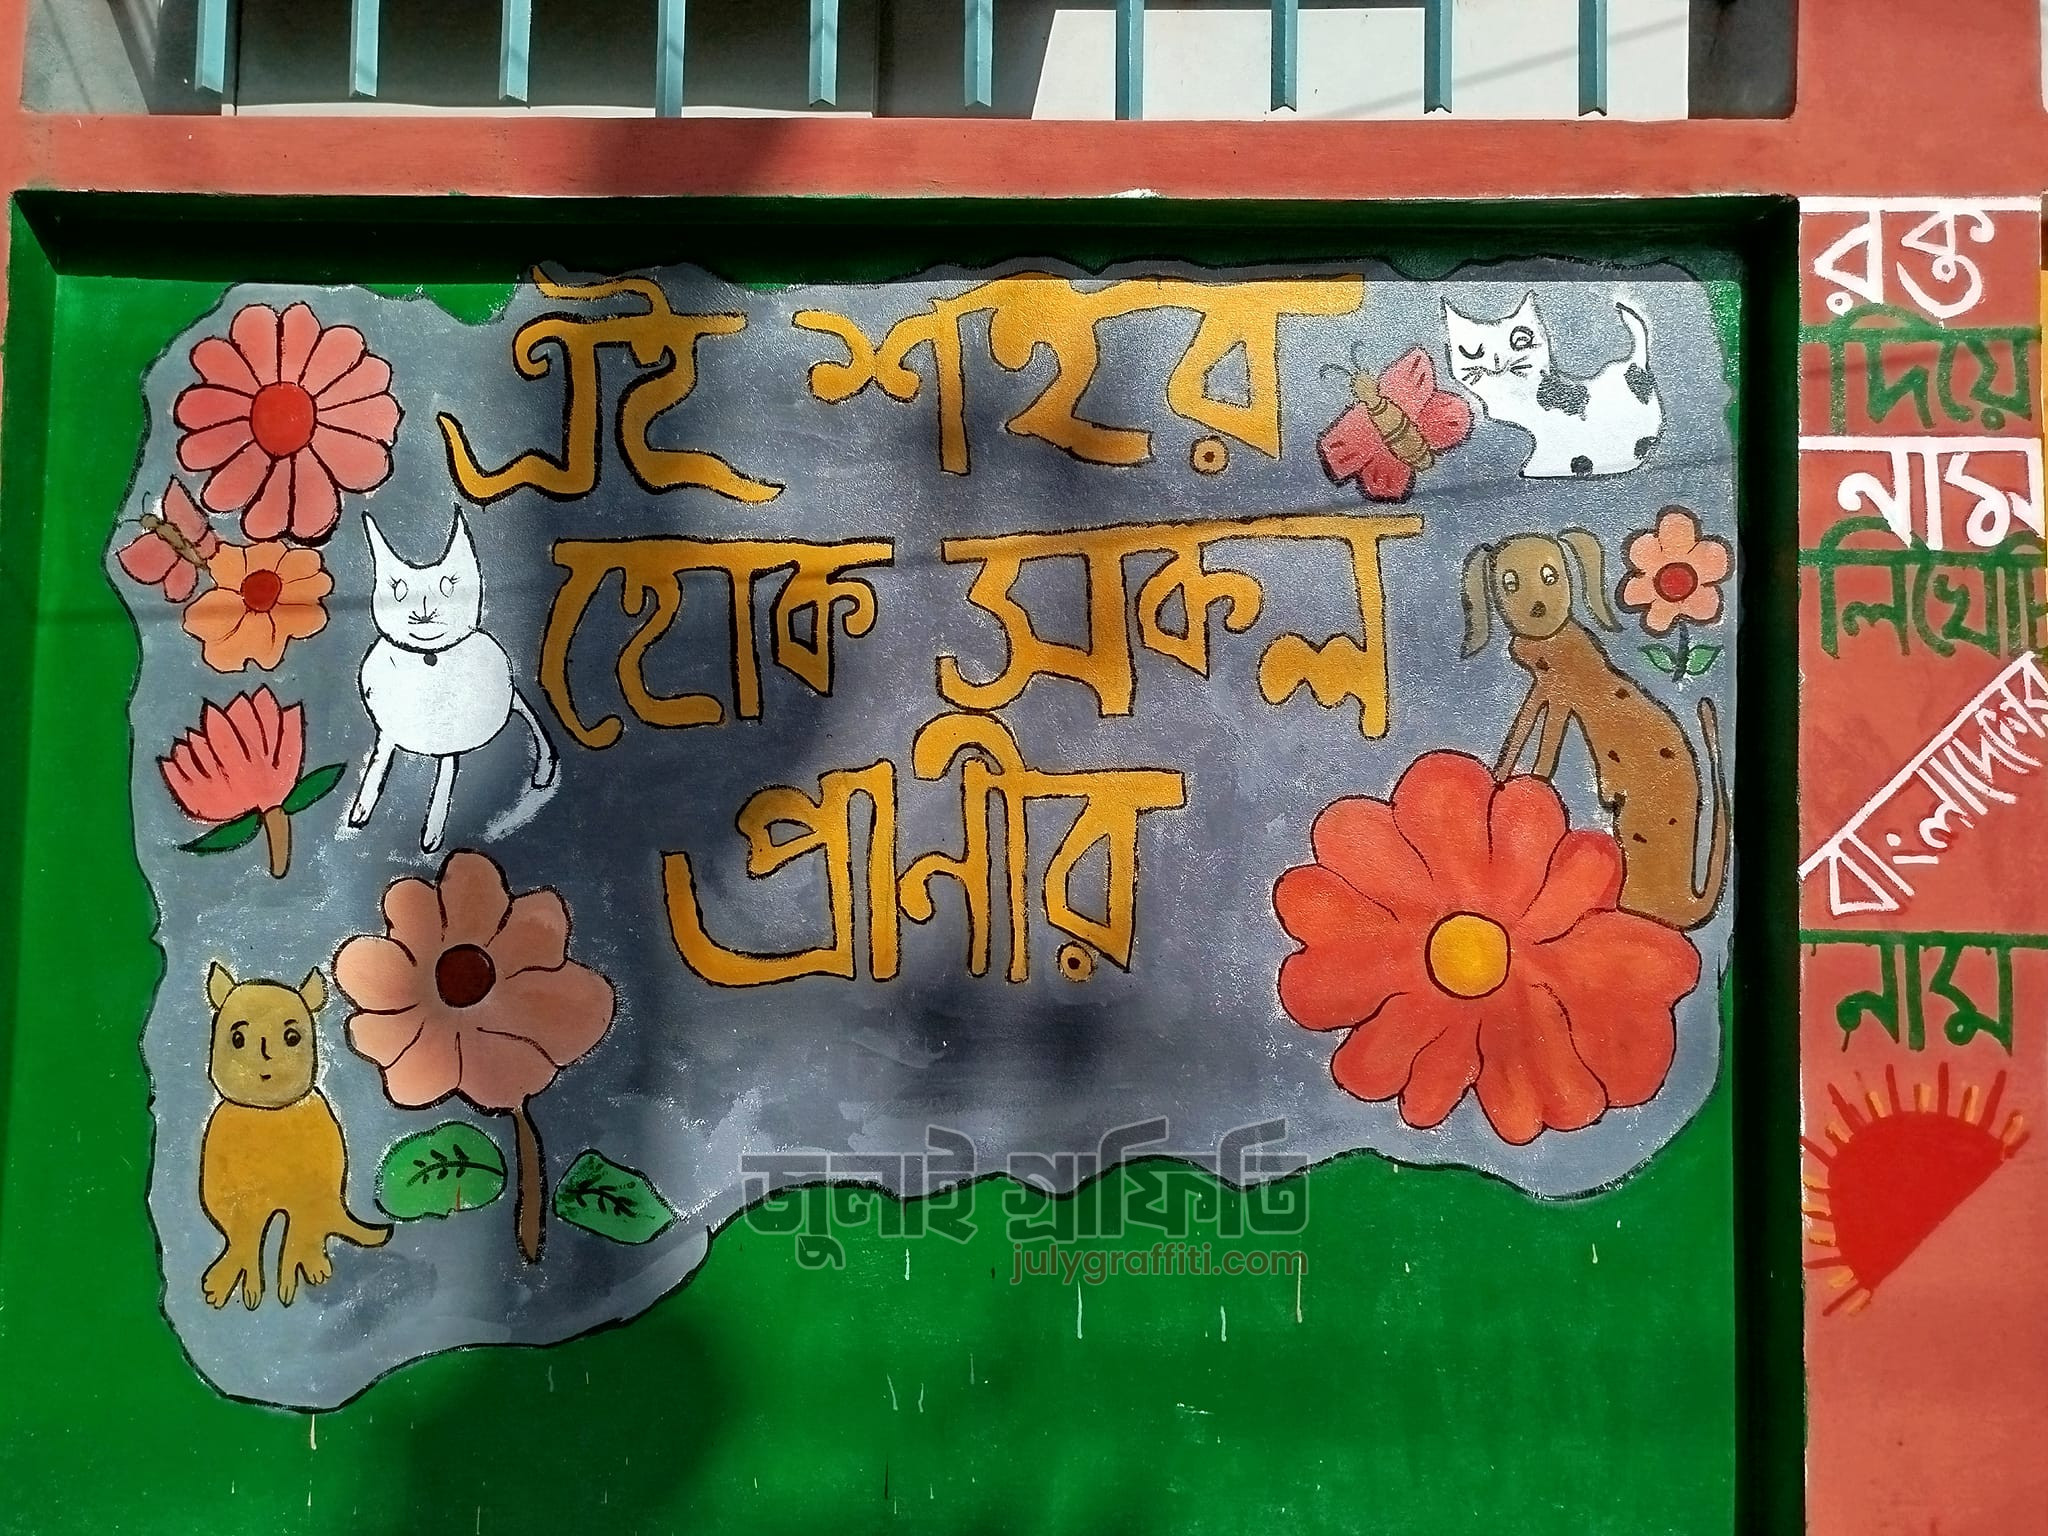 এই শহর
হোক সকল
প্রাণীর
রক্ত
দিয়ে
নাম
লিখেছি
বাংলাদেশের
নাম
জুলাই গ্রাফিতি
julygraffiti.com